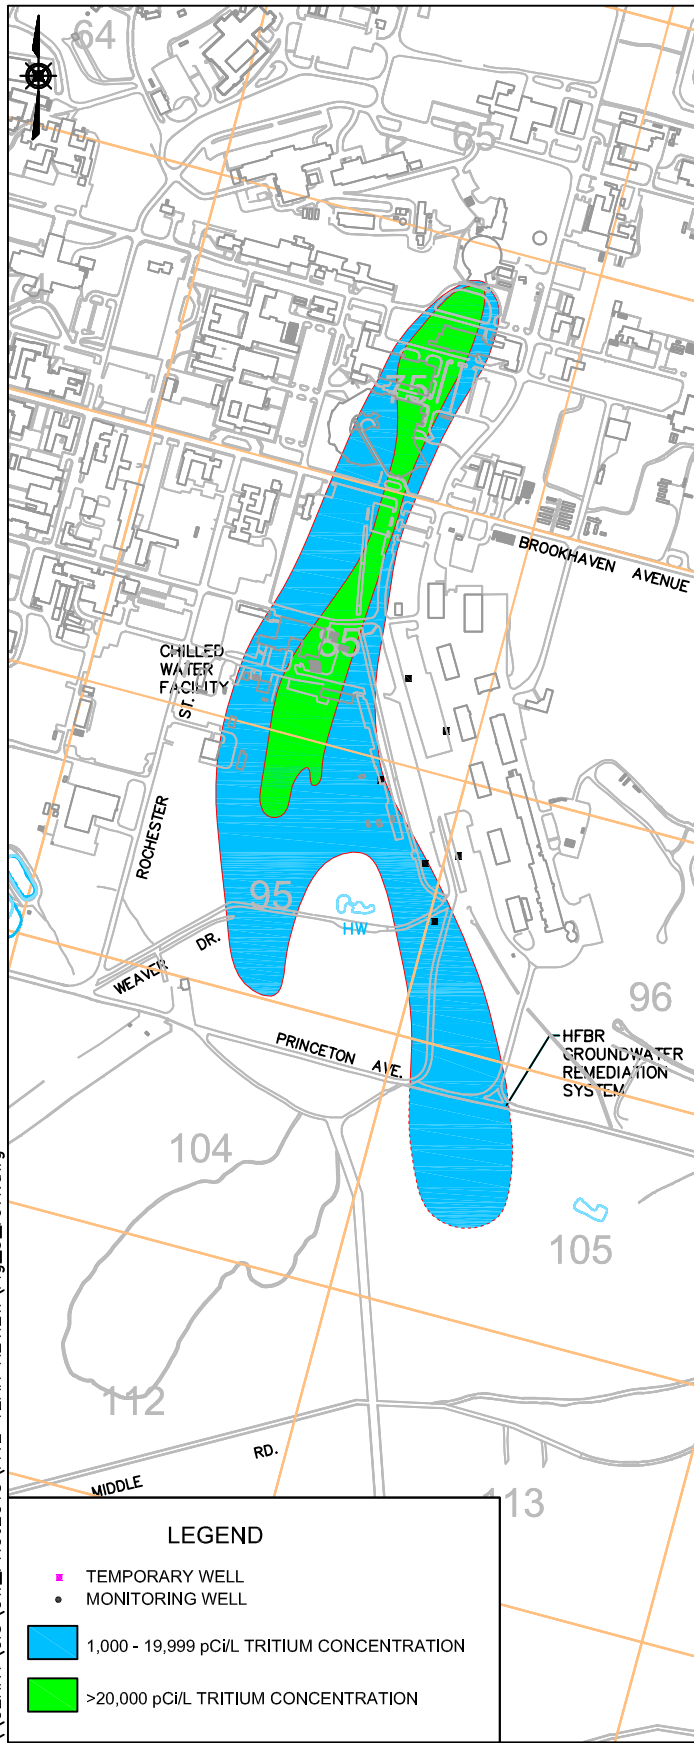 64
65
75
BROOKHAVEN AVENUE
85
CHILLED
WATER
FACILITY
ST.
ROCHESTER
95
HW
WEAVER DR.
96
PRINCETON AVE.
HFBR
GROUNDWATER
REMEDIATION
SYSTEM
104
105
112
MIDDLE RD.
113
LEGEND
TEMPORARY WELL
MONITORING WELL
1,000 - 19,999 pCi/L TRITIUM CONCENTRATION
>20,000 pCi/L TRITIUM CONCENTRATION